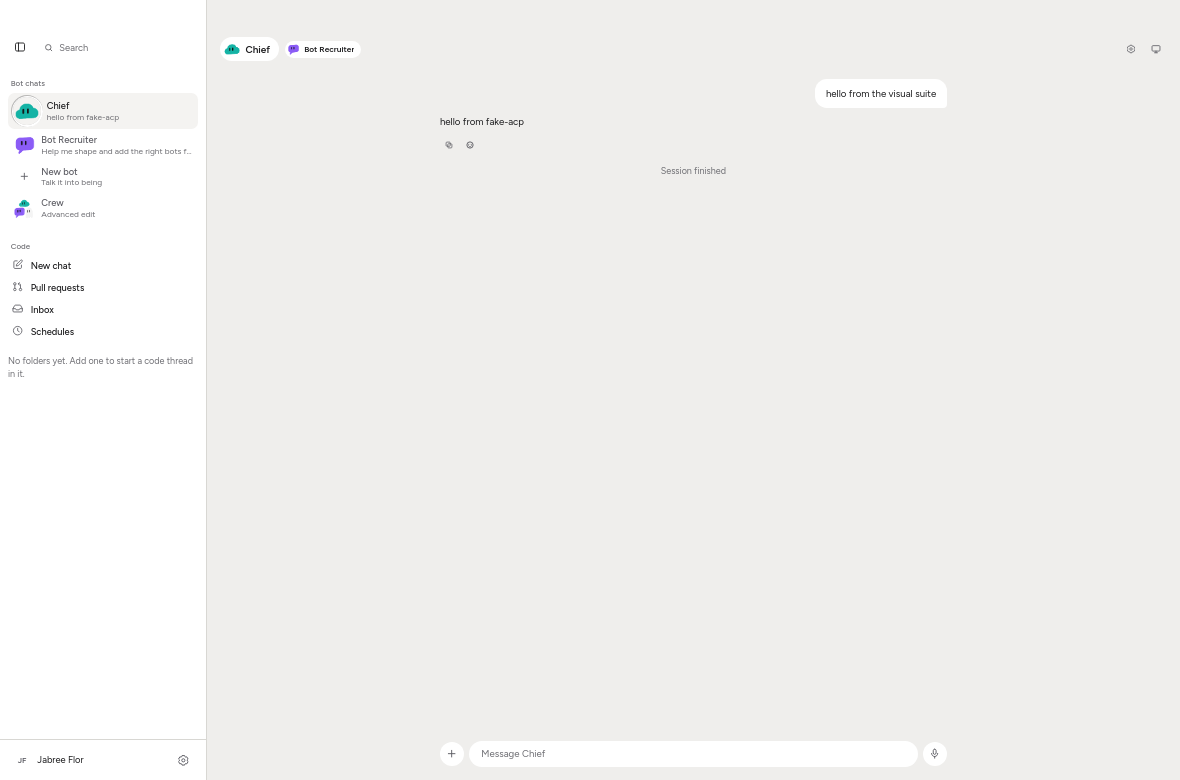 Search
Bot chats
Chief
hello from fake-acp
Bot Recruiter
Help me shape and add the right bots f...
New bot
Talk it into being
Crew
Advanced edit
Code
New chat
Pull requests
Inbox
Schedules
No folders yet. Add one to start a code thread
in it.
JF Jabree Flor
Chief Bot Recruiter
hello from the visual suite
hello from fake-acp
Session finished
Message Chief